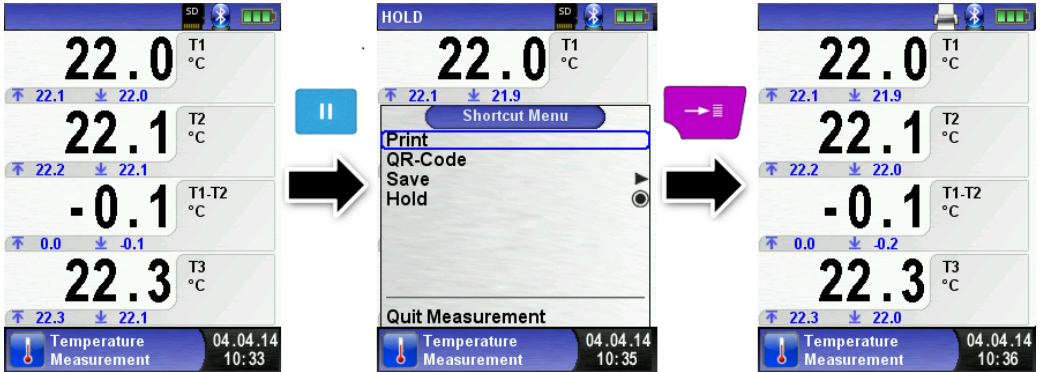 SD
22.0 T1 °C
22.1 22.0
22.1 T2 °C
22.2 22.1
-0.1 T1-T2 °C
0.0 -0.1
22.3 T3 °C
22.3 22.1
Temperature 04.04.14
Measurement 10:33
HOLD SD
22.0 T1 °C
22.1 21.9
Shortcut Menu
Print
QR-Code
Save
Hold
Quit Measurement
Temperature 04.04.14
Measurement 10:35
22.0 T1 °C
22.1 21.9
22.1 T2 °C
22.2 22.0
-0.1 T1-T2 °C
0.0 -0.2
22.3 T3 °C
22.3 22.0
Temperature 04.04.14
Measurement 10:36